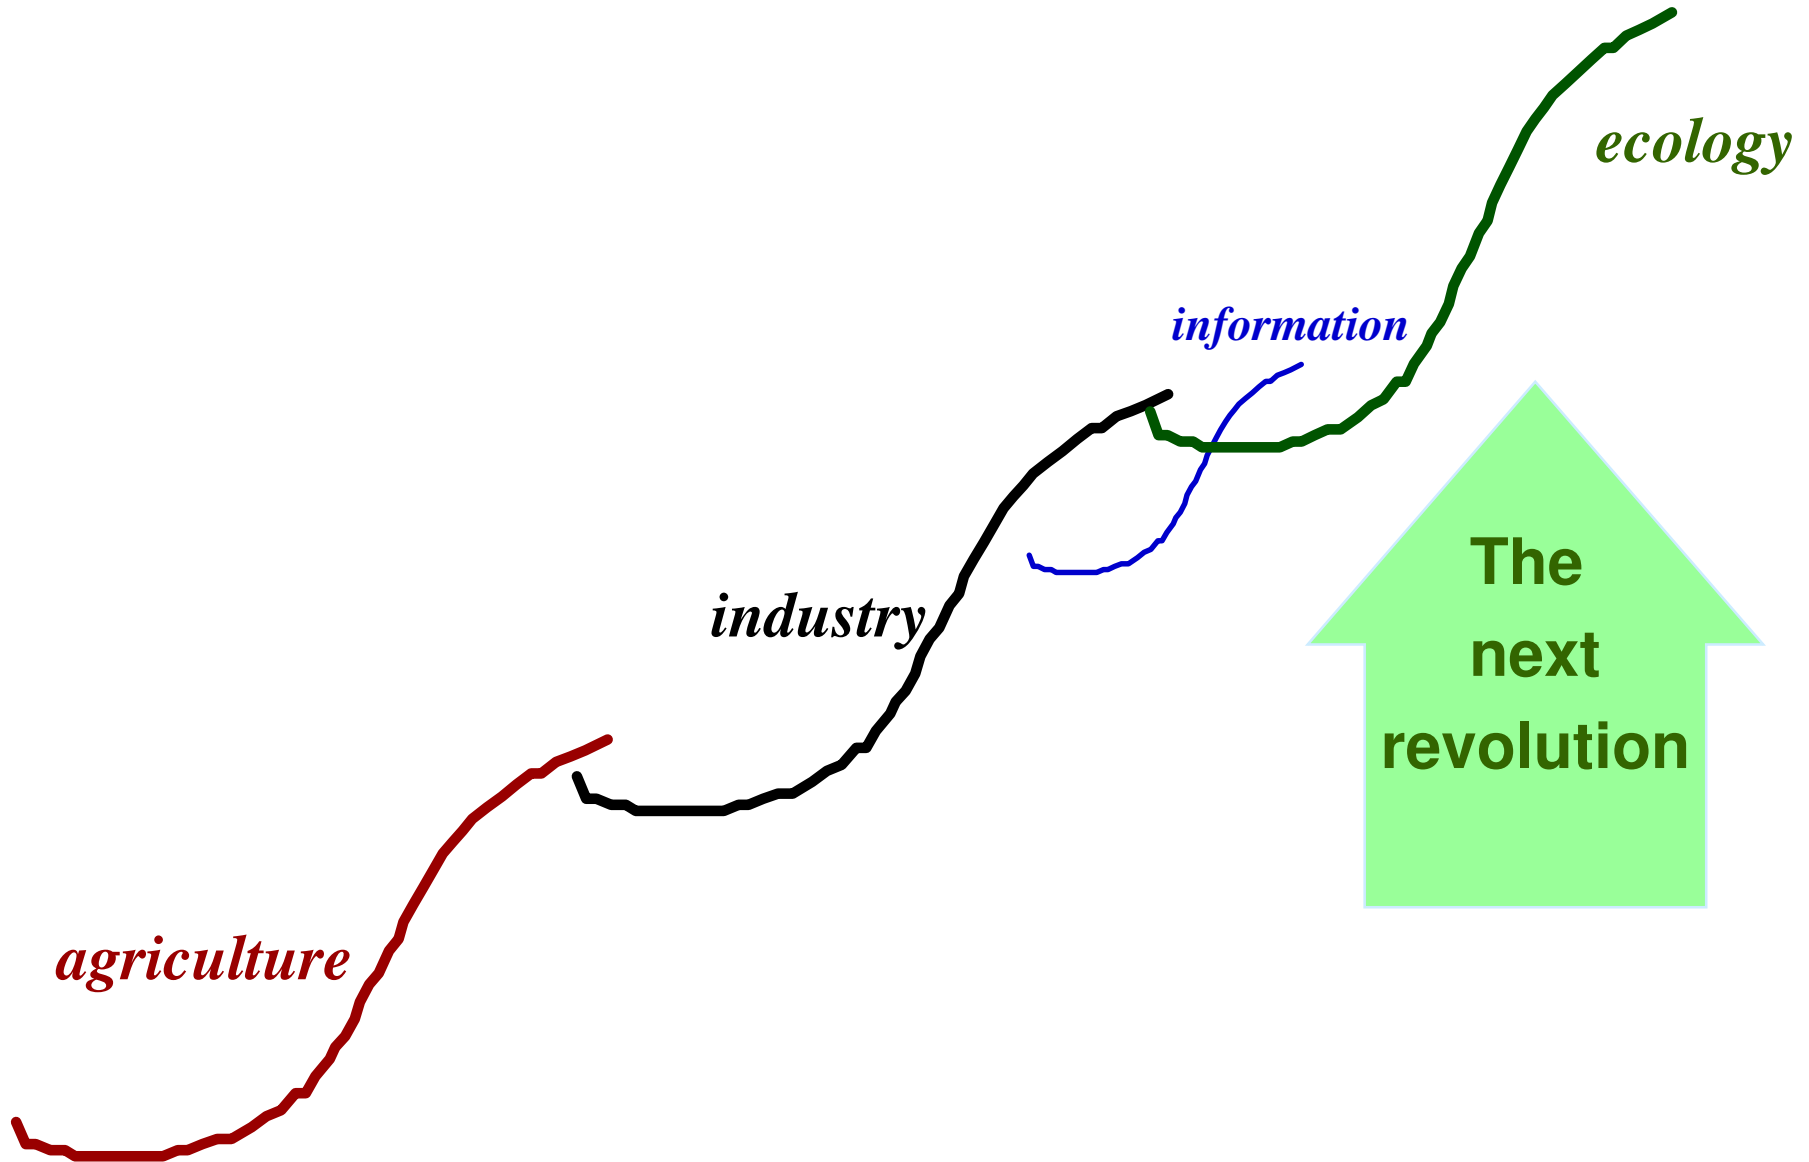 ecology
information
industry
The
next
revolution
agriculture